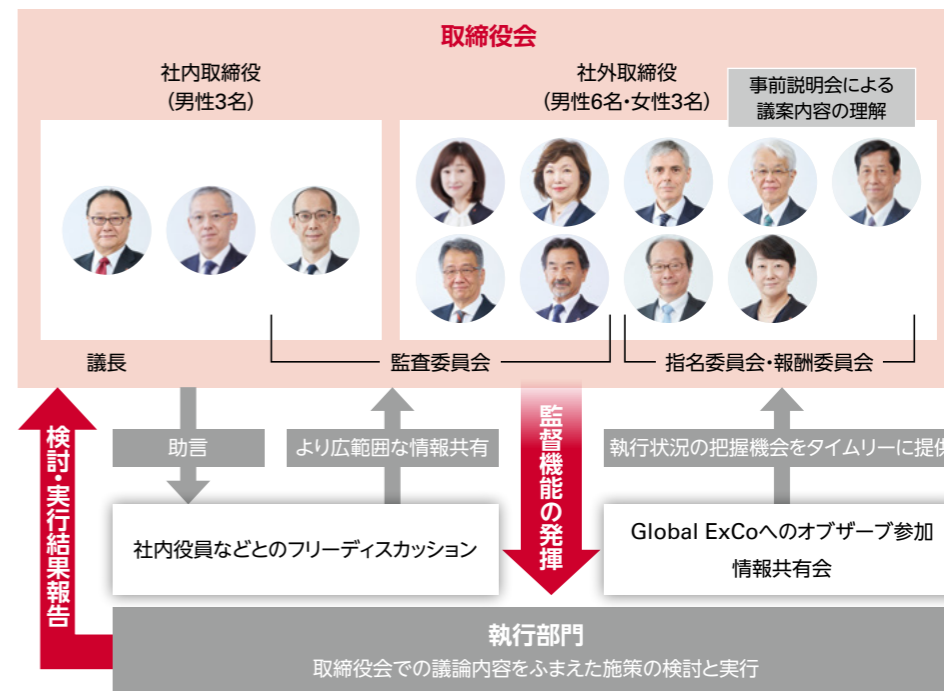 取締役会
社内取締役
(男性3名)
社外取締役
(男性6名・女性3名)
事前説明会による
議案内容の理解
議長
監査委員会
指名委員会・報酬委員会
検討・実行結果報告
助言
より広範囲な情報共有
監督機能の発揮
執行状況の把握機会をタイムリーに提供
社内役員などとのフリーディスカッション
Global ExCoへのオブザーブ参加
情報共有会
執行部門
取締役会での議論内容をふまえた施策の検討と実行